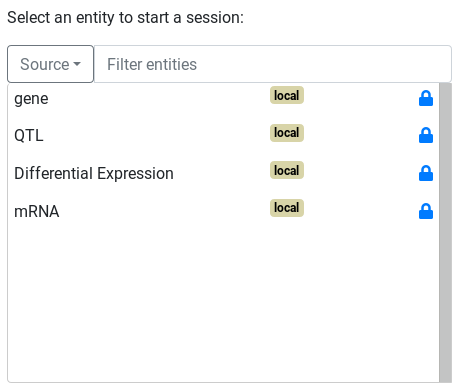 Select an entity to start a session:
Source Filter entities
gene local
QTL local
Differential Expression local
mRNA local